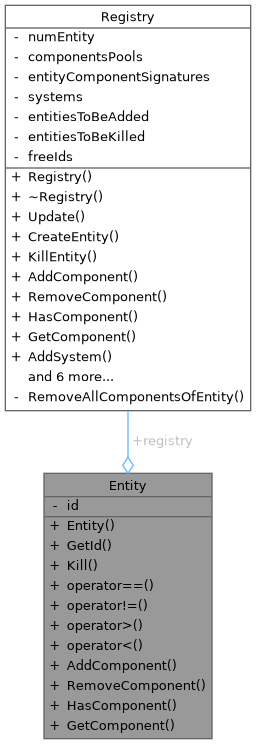 Registry
- numEntity
- componentsPools
- entityComponentSignatures
- systems
- entitiesToBeAdded
- entitiesToBeKilled
- freeIds
+ Registry()
+ ~Registry()
+ Update()
+ CreateEntity()
+ KillEntity()
+ AddComponent()
+ RemoveComponent()
+ HasComponent()
+ GetComponent()
+ AddSystem()
and 6 more...
- RemoveAllComponentsOfEntity()
+registry
Entity
- id
+ Entity()
+ GetId()
+ Kill()
+ operator==()
+ operator!=()
+ operator>()
+ operator<()
+ AddComponent()
+ RemoveComponent()
+ HasComponent()
+ GetComponent()